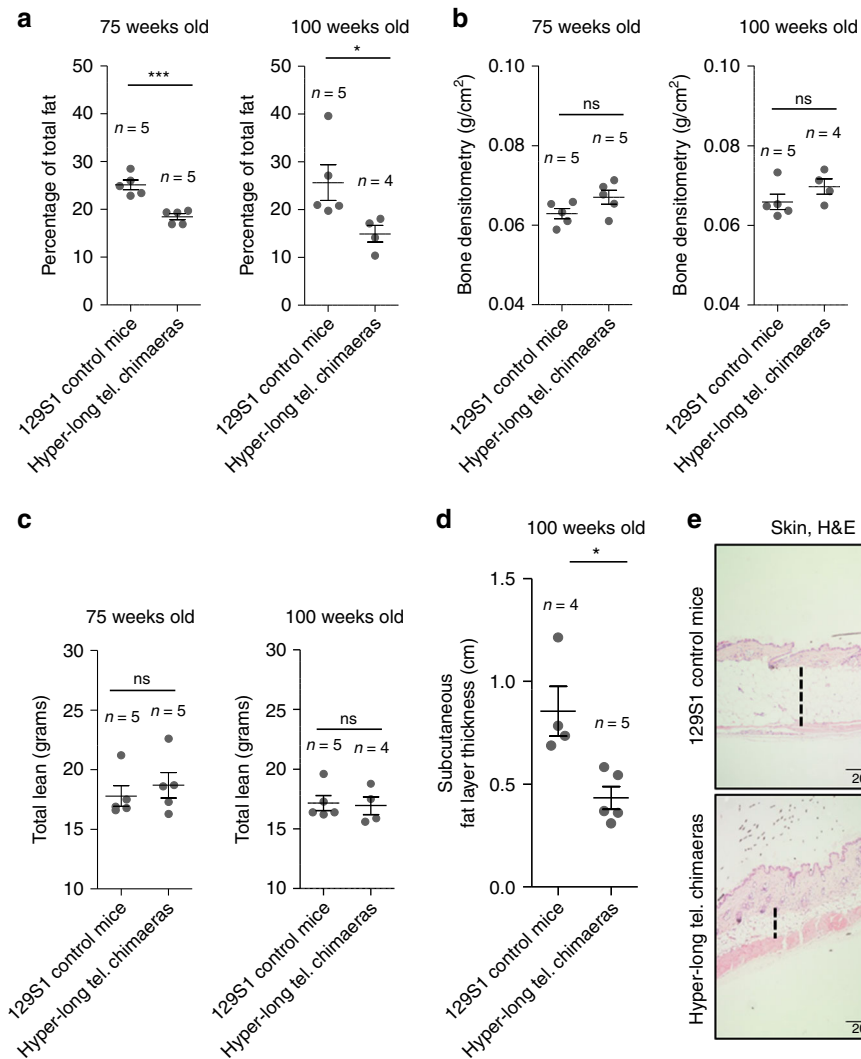 a
75 weeks old
100 weeks old
Percentage of total fat
50
40
30
20
10
0
***
n = 5
n = 5
129S1 control mice
Hyper-long tel. chimaeras
Percentage of total fat
50
40
30
20
10
0
*
n = 5
n = 4
129S1 control mice
Hyper-long tel. chimaeras
b
75 weeks old
100 weeks old
Bone densitometry (g/cm²)
0.10
0.08
0.06
0.04
ns
n = 5
n = 5
129S1 control mice
Hyper-long tel. chimaeras
Bone densitometry (g/cm²)
0.10
0.08
0.06
0.04
ns
n = 5
n = 4
129S1 control mice
Hyper-long tel. chimaeras
c
75 weeks old
100 weeks old
Total lean (grams)
30
25
20
15
10
ns
n = 5
n = 5
129S1 control mice
Hyper-long tel. chimaeras
Total lean (grams)
30
25
20
15
10
ns
n = 5
n = 4
129S1 control mice
Hyper-long tel. chimaeras
d
100 weeks old
Subcutaneous
fat layer thickness (cm)
1.5
1.0
0.5
0.0
*
n = 4
n = 5
129S1 control mice
Hyper-long tel. chimaeras
e
Skin, H&E
129S1 control mice
Hyper-long tel. chimaeras